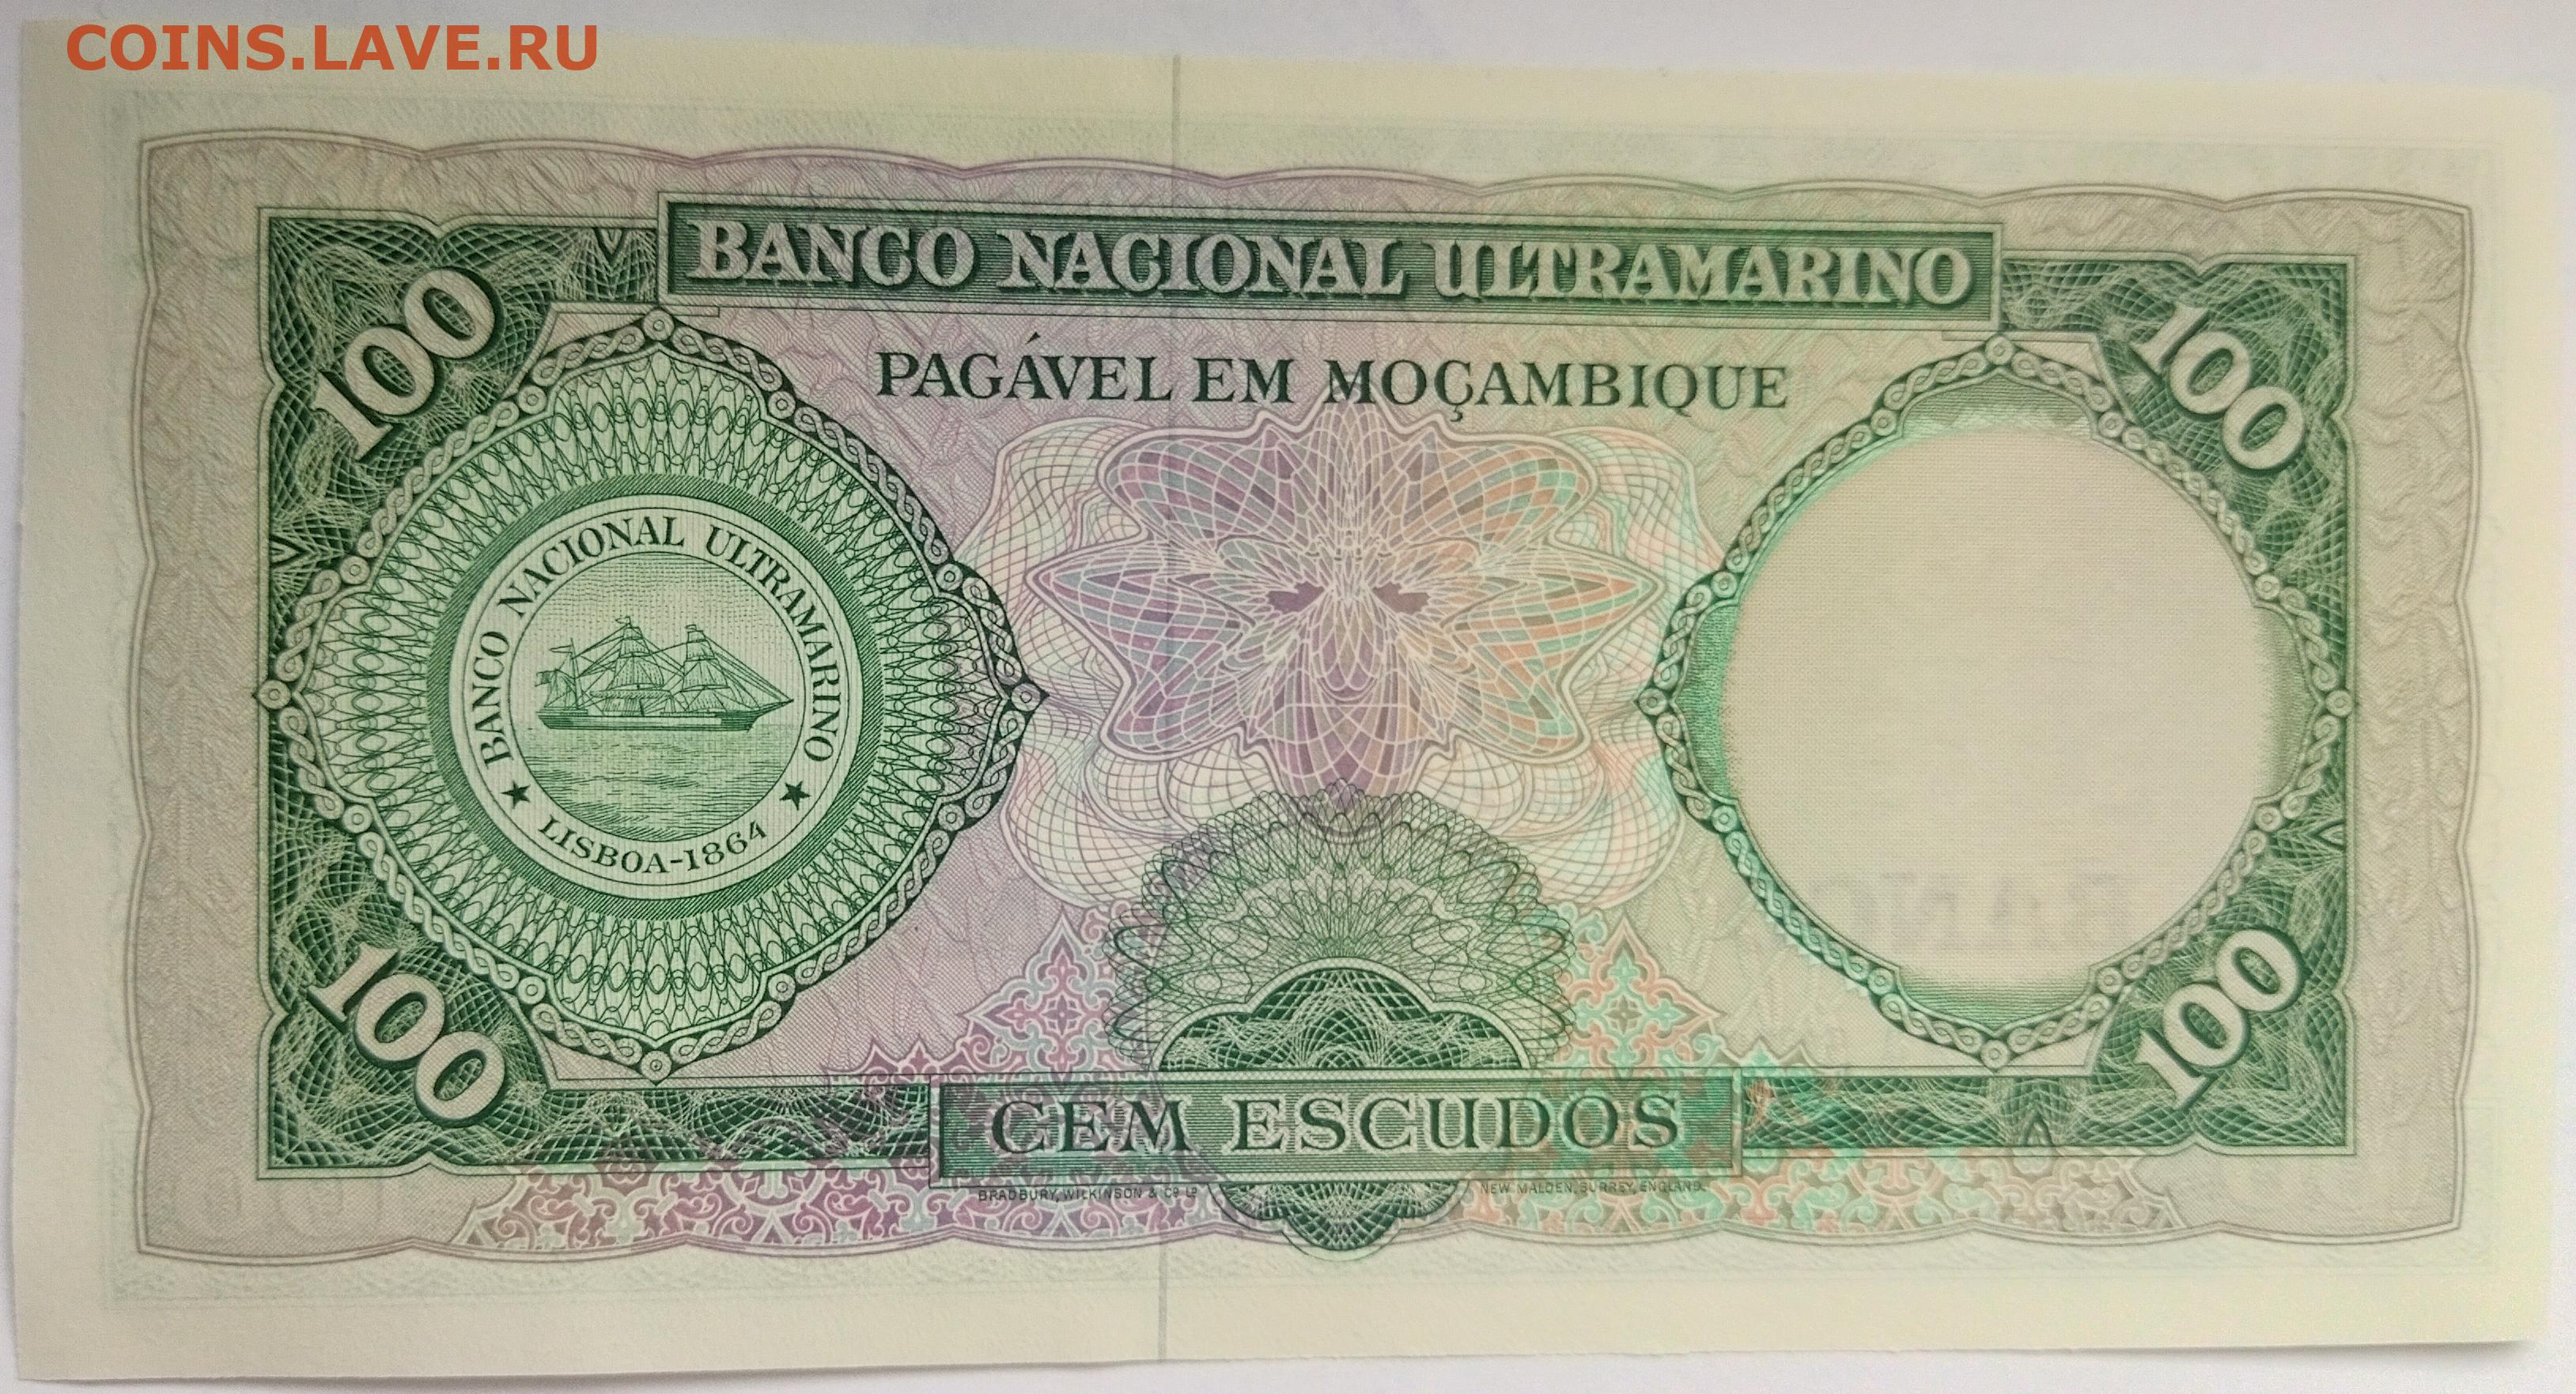 COINS.LAVE.RU
BANCO NACIONAL ULTRAMARINO
100
100
PAGÁVEL EM MOÇAMBIQUE
BANCO NACIONAL ULTRAMARINO
★ LISBOA-1864 ★
100
100
CEM ESCUDOS
BRADBURY, WILKINSON & Cº Lº
NEW MALDEN, SURREY, ENGLAND.